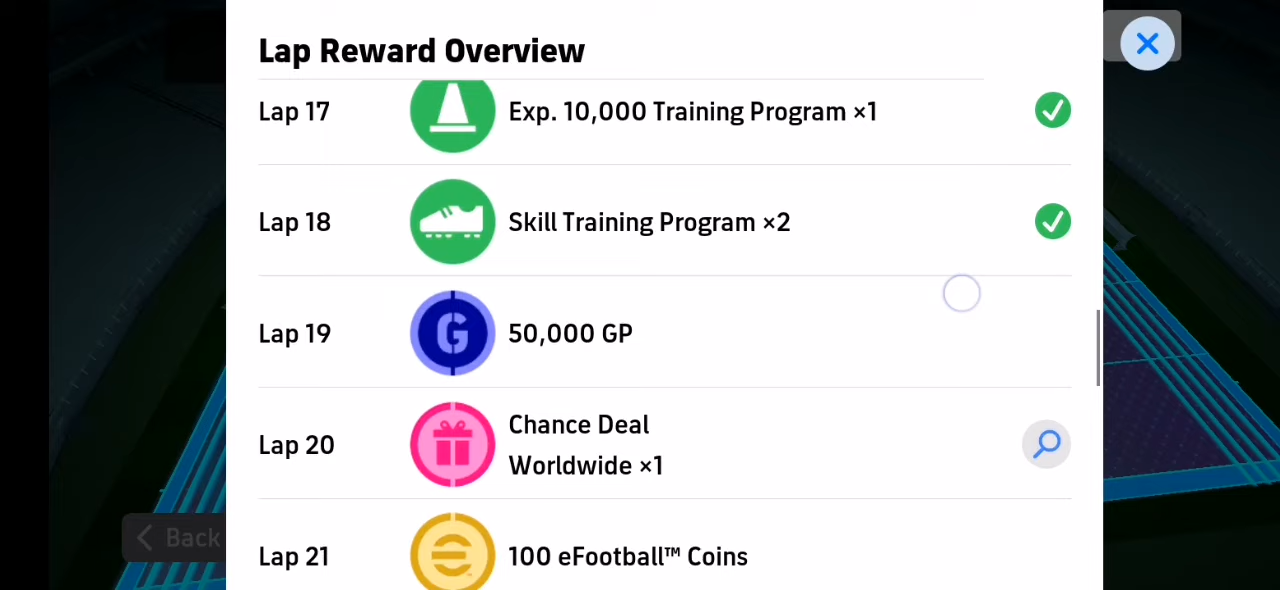 Lap Reward Overview
Lap 17 Exp. 10,000 Training Program ×1
Lap 18 Skill Training Program ×2
Lap 19 G 50,000 GP
Lap 20 Chance Deal
Worldwide ×1
Back
Lap 21 100 eFootball™ Coins